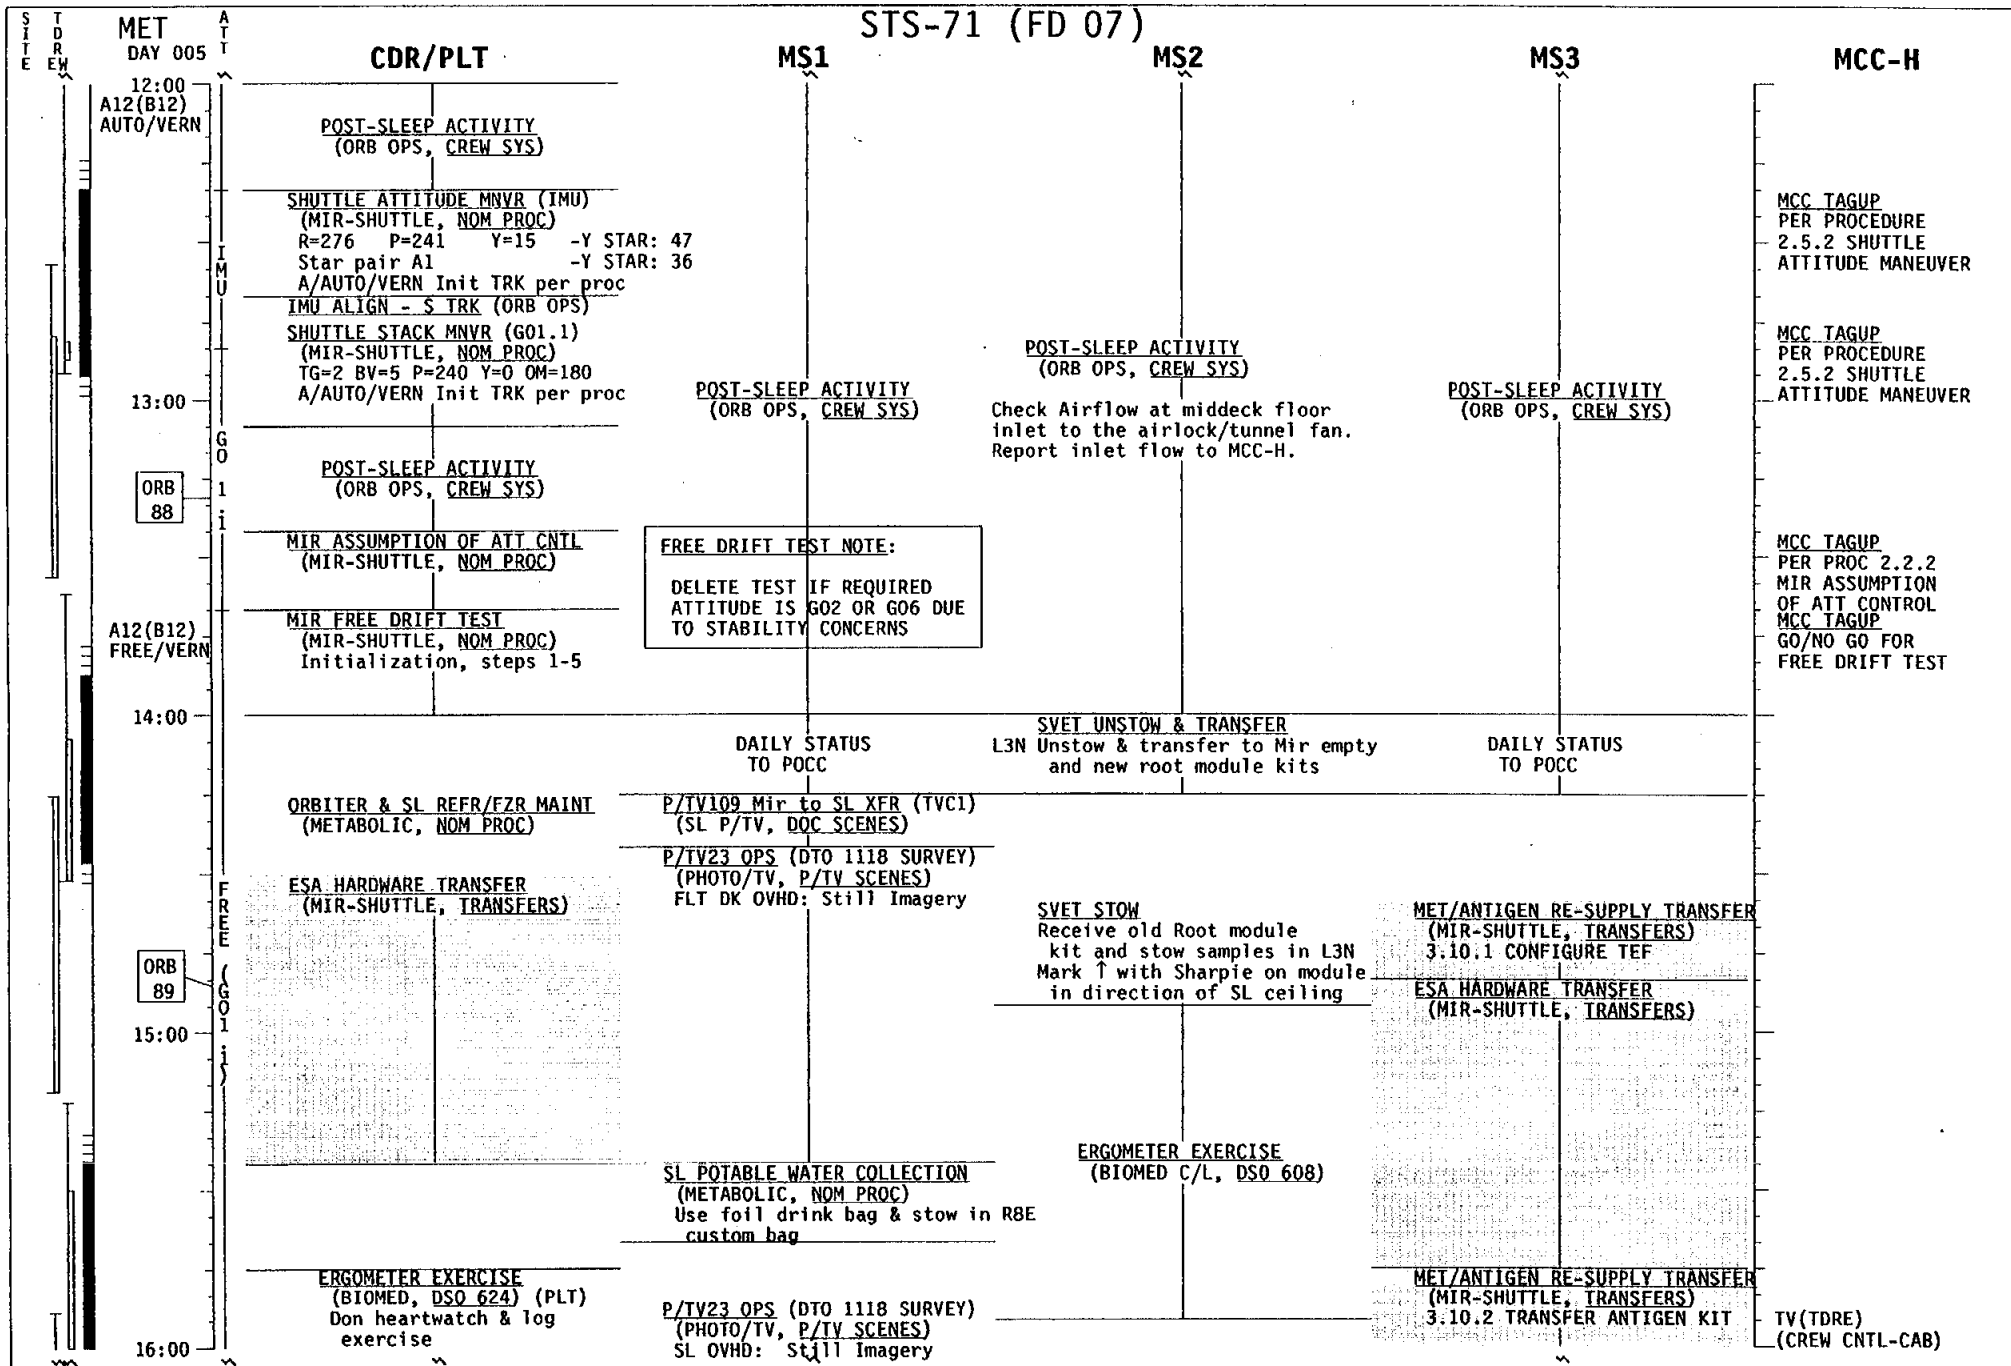 STS-71 (FD 07)
SITE
TDRW
EW
MET
DAY 005
ATT
CDR/PLT
MS1
MS2
MS3
MCC-H
12:00
A12(B12)
AUTO/VERN
13:00
ORB
88
A12(B12)
FREE/VERN
14:00
ORB
89
15:00
16:00
IMU
GO1.1
FREE (GO1.1)
POST-SLEEP ACTIVITY
(ORB OPS, CREW SYS)
SHUTTLE ATTITUDE MNVR (IMU)
(MIR-SHUTTLE, NOM PROC)
R=276 P=241 Y=15 -Y STAR: 47
Star pair A1 -Y STAR: 36
A/AUTO/VERN Init TRK per proc
IMU ALIGN - S TRK (ORB OPS)
SHUTTLE STACK MNVR (GO1.1)
(MIR-SHUTTLE, NOM PROC)
TG=2 BV=5 P=240 Y=0 OM=180
A/AUTO/VERN Init TRK per proc
POST-SLEEP ACTIVITY
(ORB OPS, CREW SYS)
MIR ASSUMPTION OF ATT CNTL
(MIR-SHUTTLE, NOM PROC)
MIR FREE DRIFT TEST
(MIR-SHUTTLE, NOM PROC)
Initialization, steps 1-5
ORBITER & SL REFR/FZR MAINT
(METABOLIC, NOM PROC)
ESA HARDWARE TRANSFER
(MIR-SHUTTLE, TRANSFERS)
ERGOMETER EXERCISE
(BIOMED, DSO 624) (PLT)
Don heartwatch & log
exercise
POST-SLEEP ACTIVITY
(ORB OPS, CREW SYS)
FREE DRIFT TEST NOTE:
DELETE TEST IF REQUIRED
ATTITUDE IS GO2 OR GO6 DUE
TO STABILITY CONCERNS
DAILY STATUS
TO POCC
P/TV109 Mir to SL XFR (TVC1)
(SL P/TV, DOC SCENES)
P/TV23 OPS (DTO 1118 SURVEY)
(PHOTO/TV, P/TV SCENES)
FLT DK OVHD: Still Imagery
SL POTABLE WATER COLLECTION
(METABOLIC, NOM PROC)
Use foil drink bag & stow in R8E
custom bag
P/TV23 OPS (DTO 1118 SURVEY)
(PHOTO/TV, P/TV SCENES)
SL OVHD: Still Imagery
POST-SLEEP ACTIVITY
(ORB OPS, CREW SYS)
Check Airflow at middeck floor
inlet to the airlock/tunnel fan.
Report inlet flow to MCC-H.
SVET UNSTOW & TRANSFER
L3N Unstow & transfer to Mir empty
and new root module kits
SVET STOW
Receive old Root module
kit and stow samples in L3N
Mark ↑ with Sharpie on module
in direction of SL ceiling
ERGOMETER EXERCISE
(BIOMED C/L, DSO 608)
POST-SLEEP ACTIVITY
(ORB OPS, CREW SYS)
DAILY STATUS
TO POCC
MET/ANTIGEN RE-SUPPLY TRANSFER
(MIR-SHUTTLE, TRANSFERS)
3.10.1 CONFIGURE TEF
ESA HARDWARE TRANSFER
(MIR-SHUTTLE, TRANSFERS)
MET/ANTIGEN RE-SUPPLY TRANSFER
(MIR-SHUTTLE, TRANSFERS)
3.10.2 TRANSFER ANTIGEN KIT
MCC TAGUP
PER PROCEDURE
2.5.2 SHUTTLE
ATTITUDE MANEUVER
MCC TAGUP
PER PROCEDURE
2.5.2 SHUTTLE
ATTITUDE MANEUVER
MCC TAGUP
PER PROC 2.2.2
MIR ASSUMPTION
OF ATT CONTROL
MCC TAGUP
GO/NO GO FOR
FREE DRIFT TEST
TV(TDRE)
(CREW CNTL-CAB)